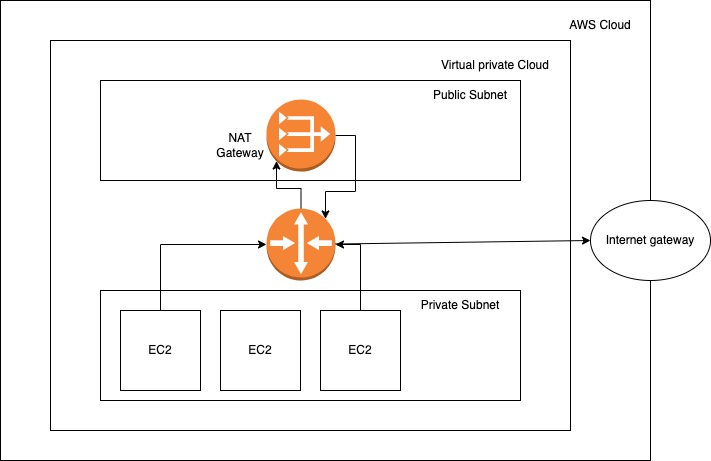 AWS Cloud
Virtual private Cloud
Public Subnet
NAT
Gateway
Internet gateway
Private Subnet
EC2
EC2
EC2